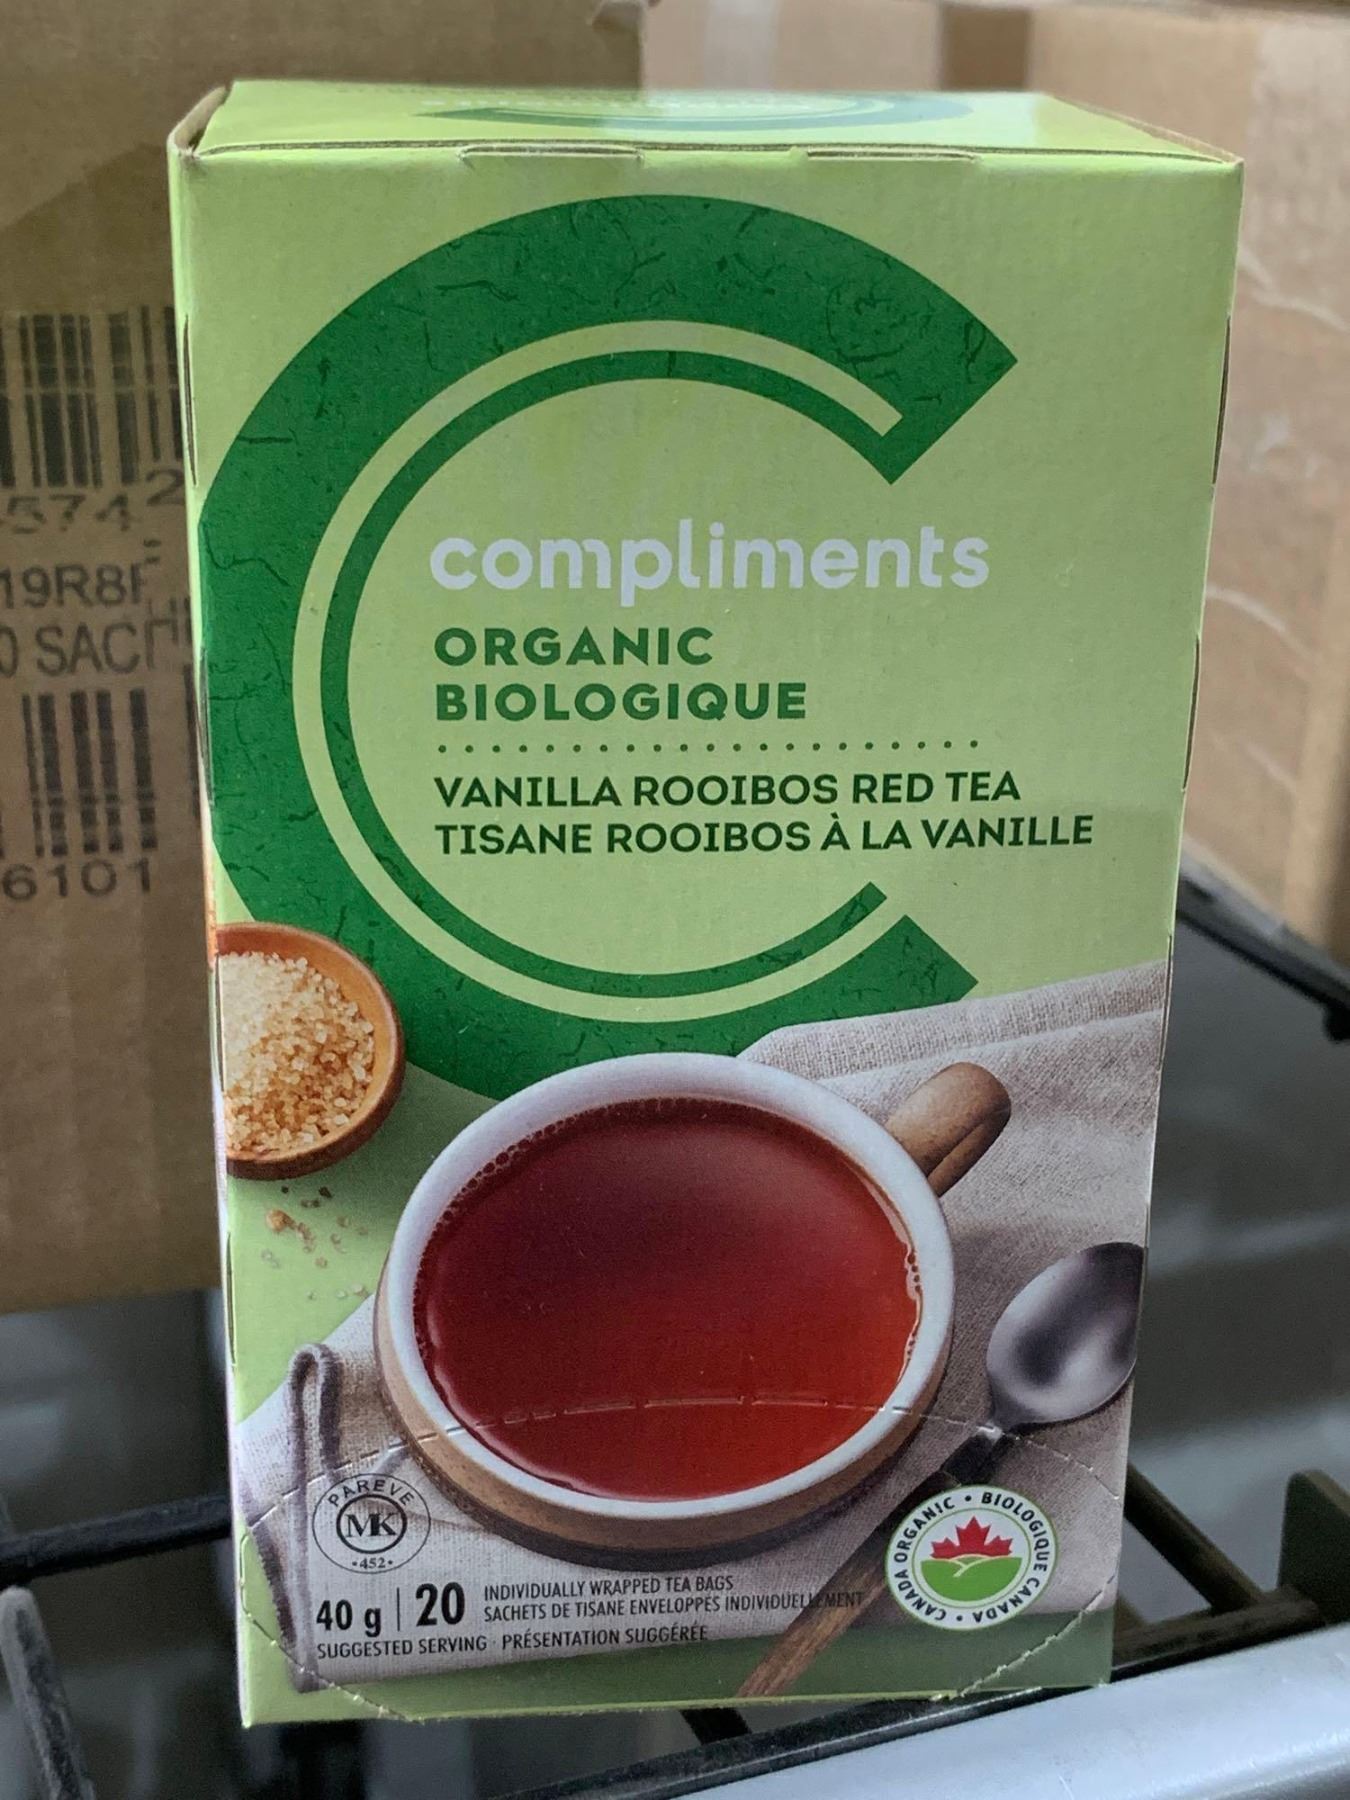 compliments
ORGANIC
BIOLOGIQUE
VANILLA ROOIBOS RED TEA
TISANE ROOIBOS À LA VANILLE
PAREVE
MK
•452•
40 g | 20
INDIVIDUALLY WRAPPED TEA BAGS
SACHETS DE TISANE ENVELOPPÉS INDIVIDUELLEMENT
SUGGESTED SERVING · PRÉSENTATION SUGGÉRÉE
CANADA ORGANIC • BIOLOGIQUE CANADA •
5742
19R8F
0 SACH
6101